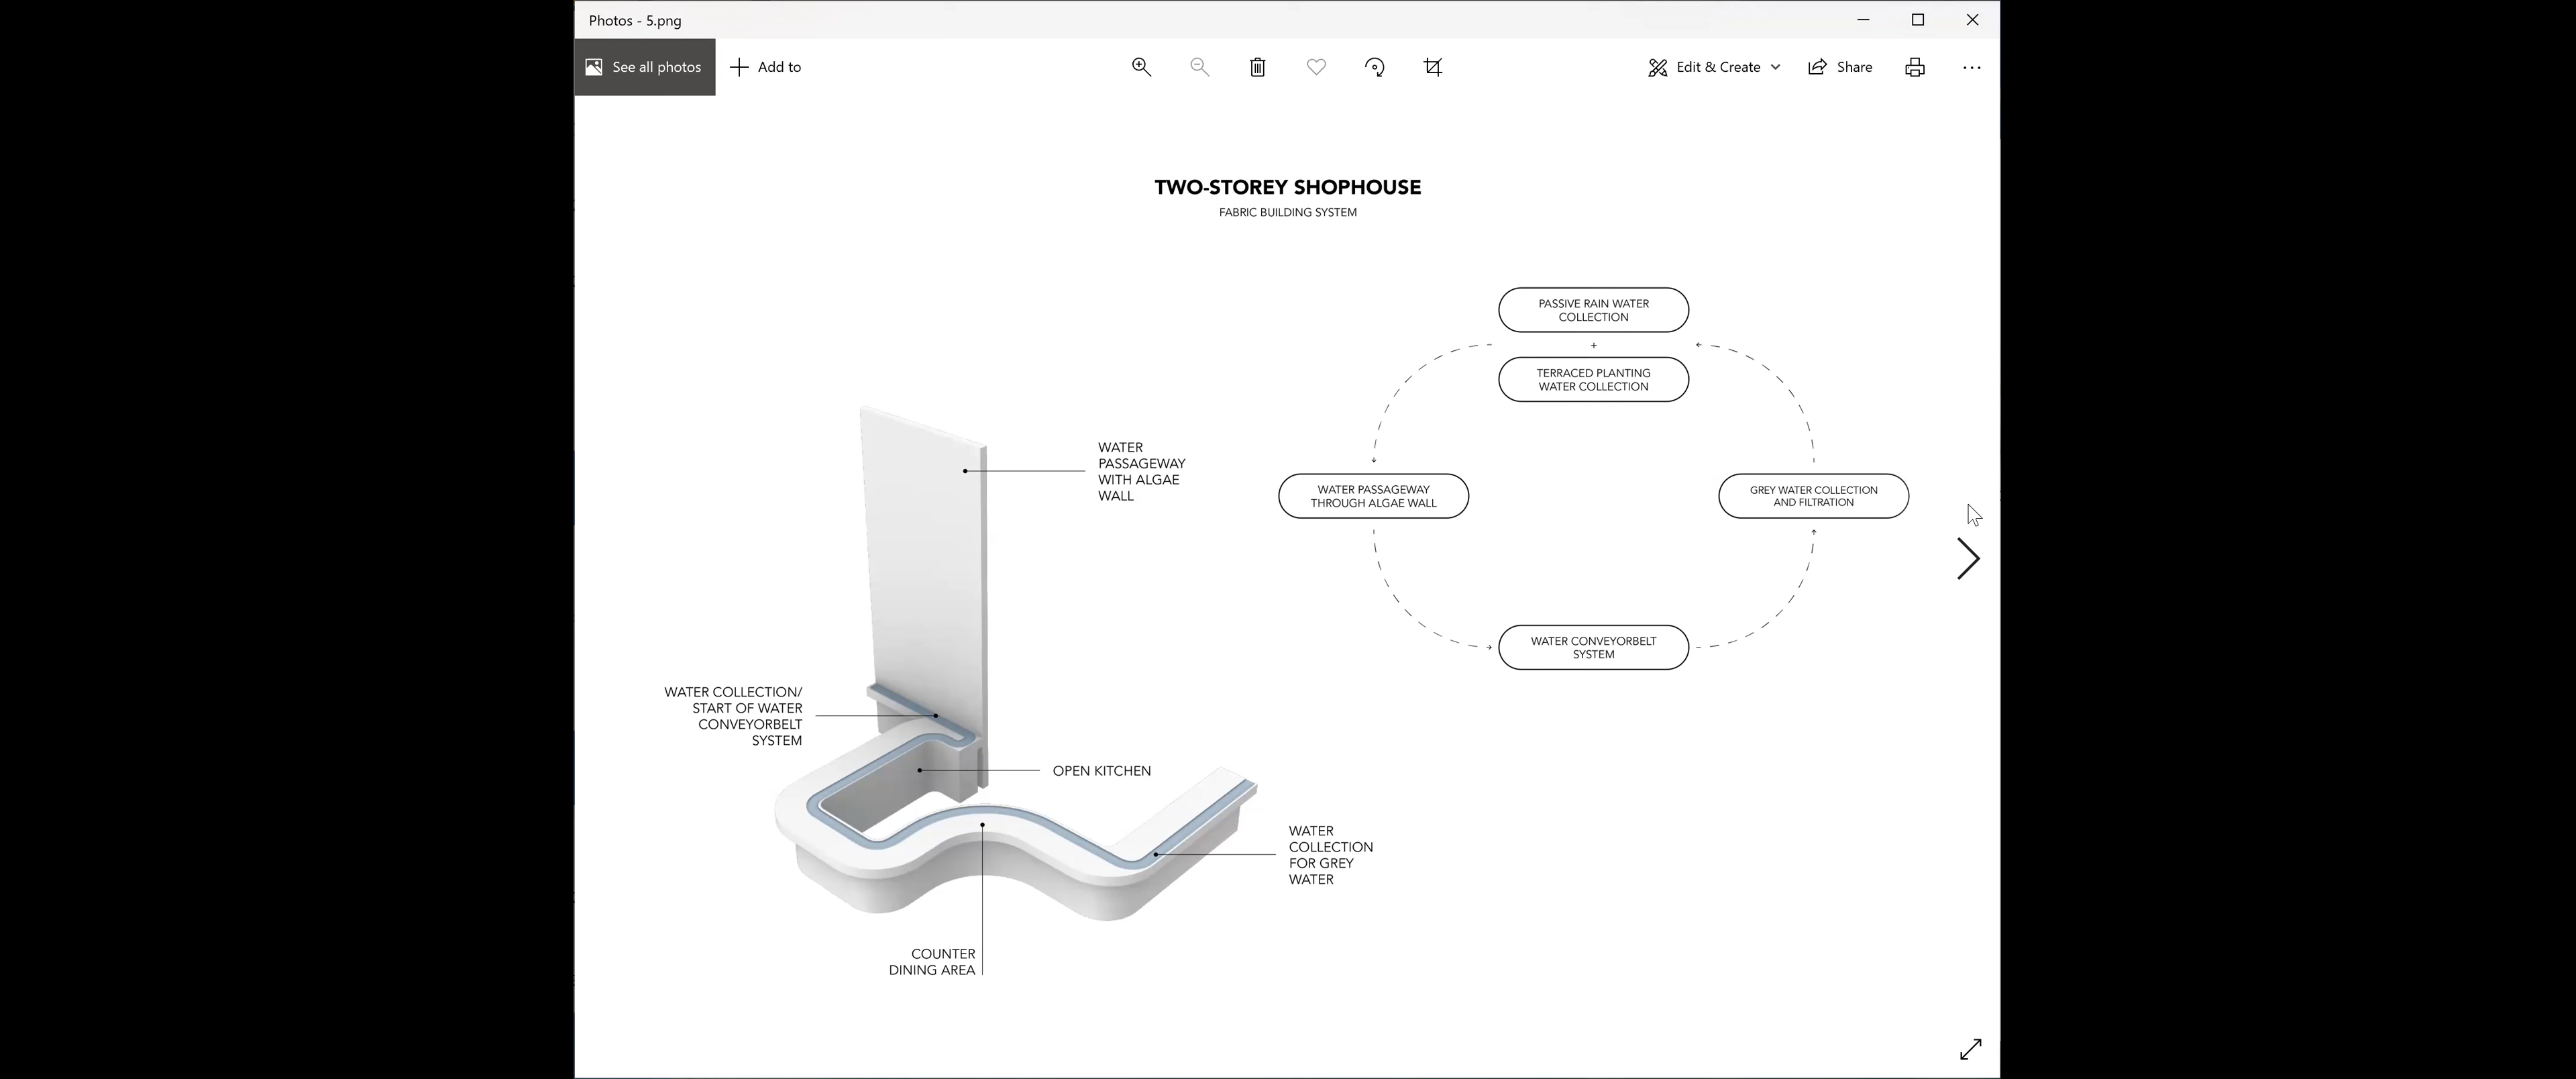 Photos - 5.png
See all photos
Add to
Edit & Create
Share
TWO-STOREY SHOPHOUSE
FABRIC BUILDING SYSTEM
PASSIVE RAIN WATER
COLLECTION
+
TERRACED PLANTING
WATER COLLECTION
WATER PASSAGEWAY
THROUGH ALGAE WALL
GREY WATER COLLECTION
AND FILTRATION
WATER CONVEYORBELT
SYSTEM
WATER
PASSAGEWAY
WITH ALGAE
WALL
WATER COLLECTION/
START OF WATER
CONVEYORBELT
SYSTEM
OPEN KITCHEN
WATER
COLLECTION
FOR GREY
WATER
COUNTER
DINING AREA